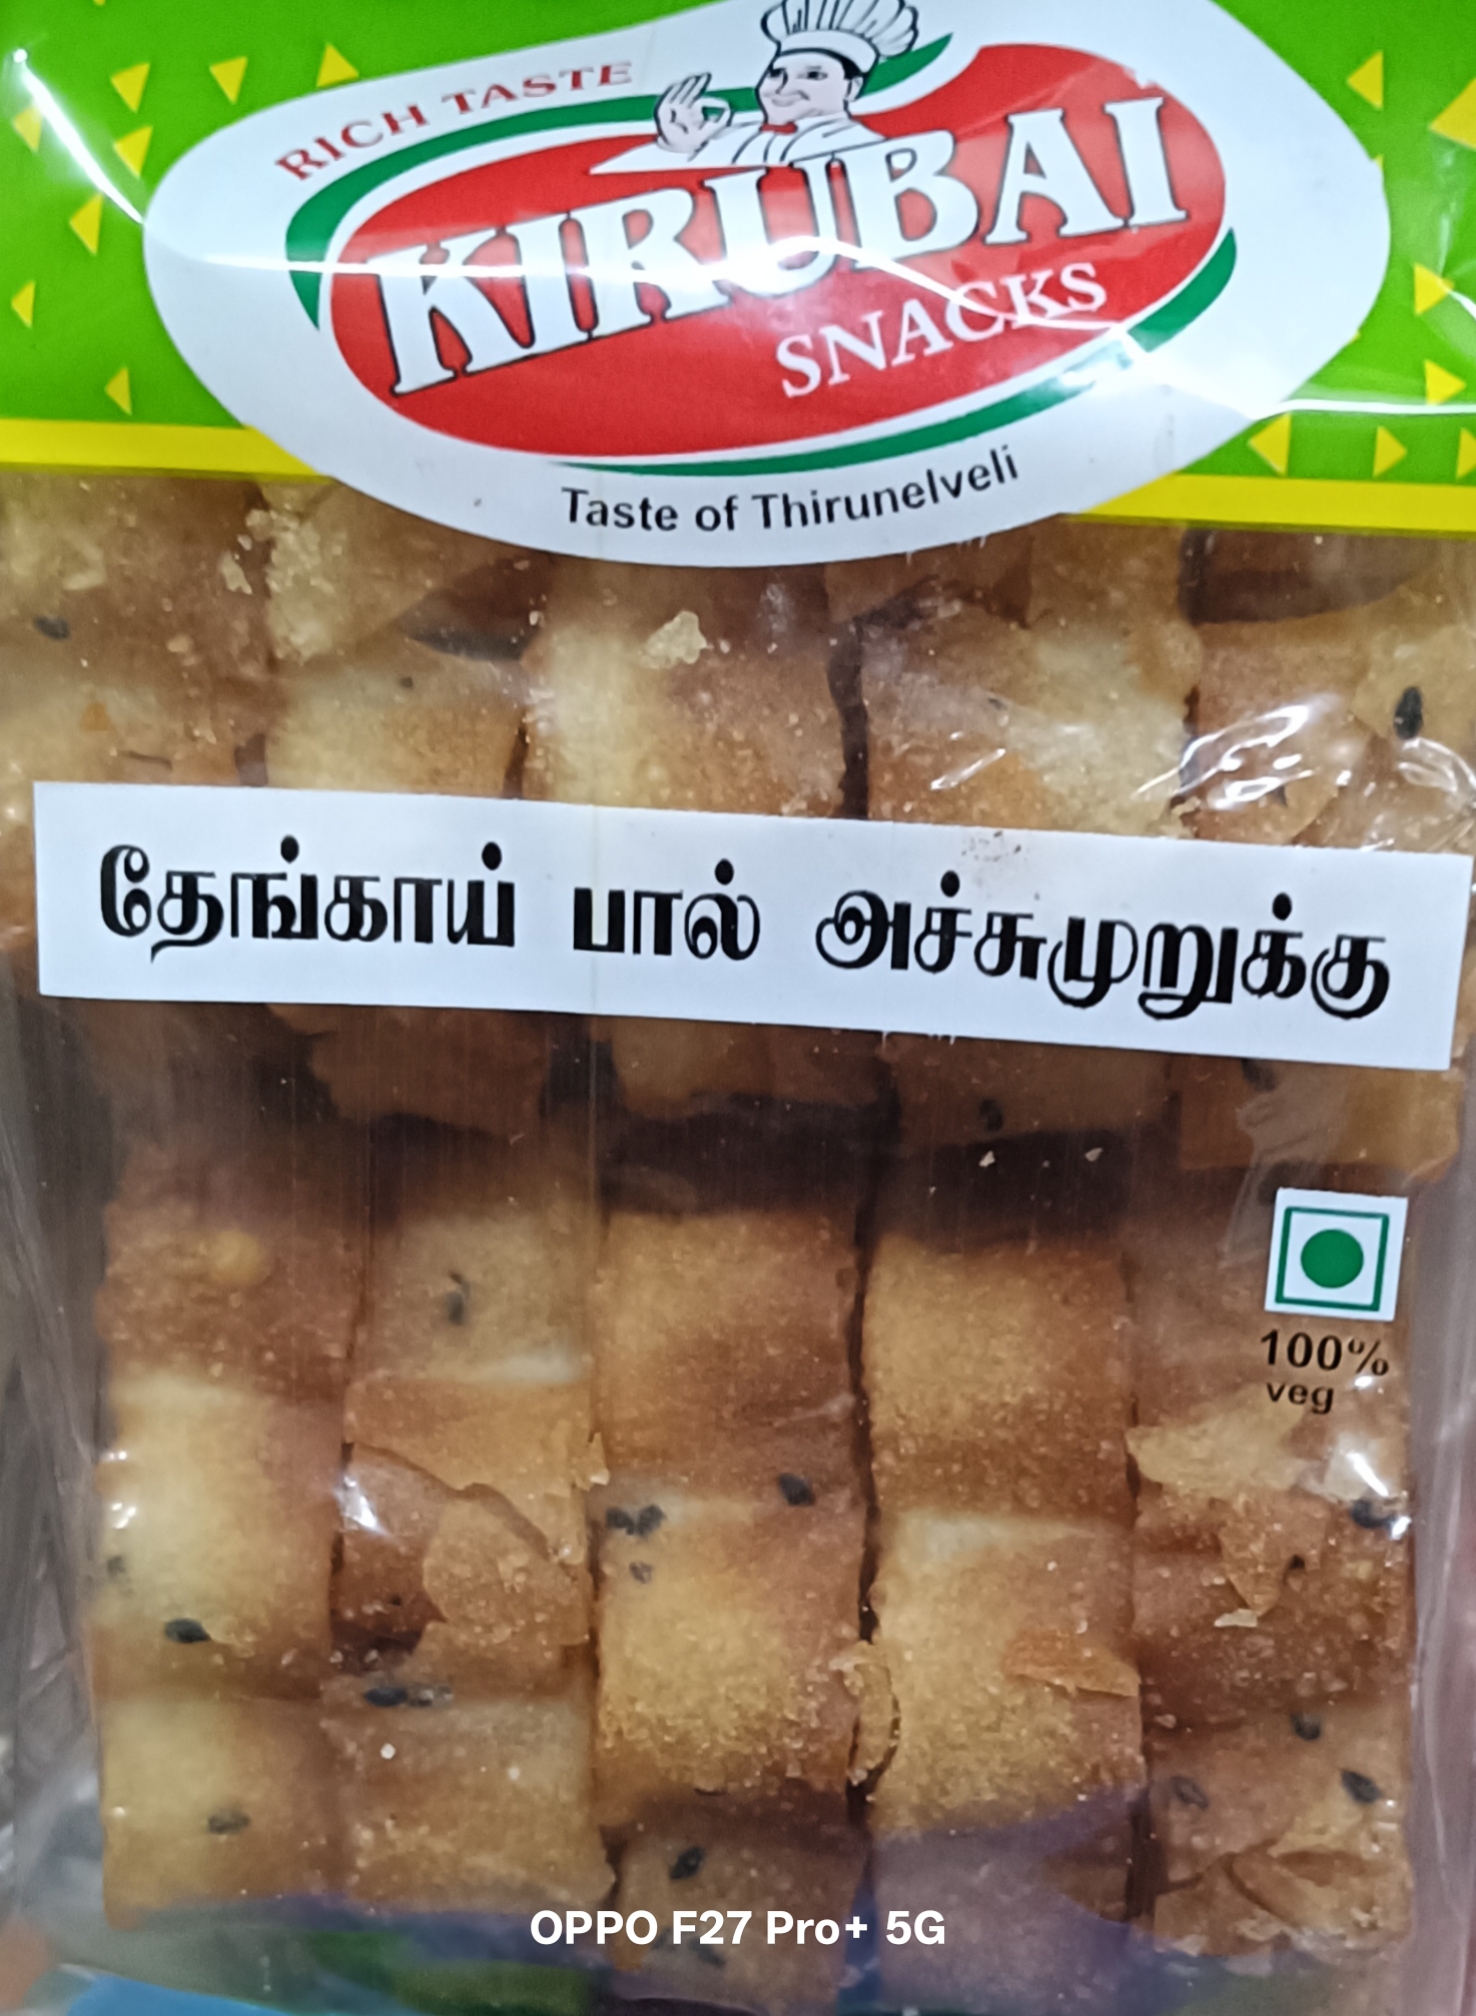 RICH TASTE
KIRUBAI
SNACKS
Taste of Thirunelveli
தேங்காய் பால் அச்சுமுறுக்கு
100%
veg
OPPO F27 Pro+ 5G